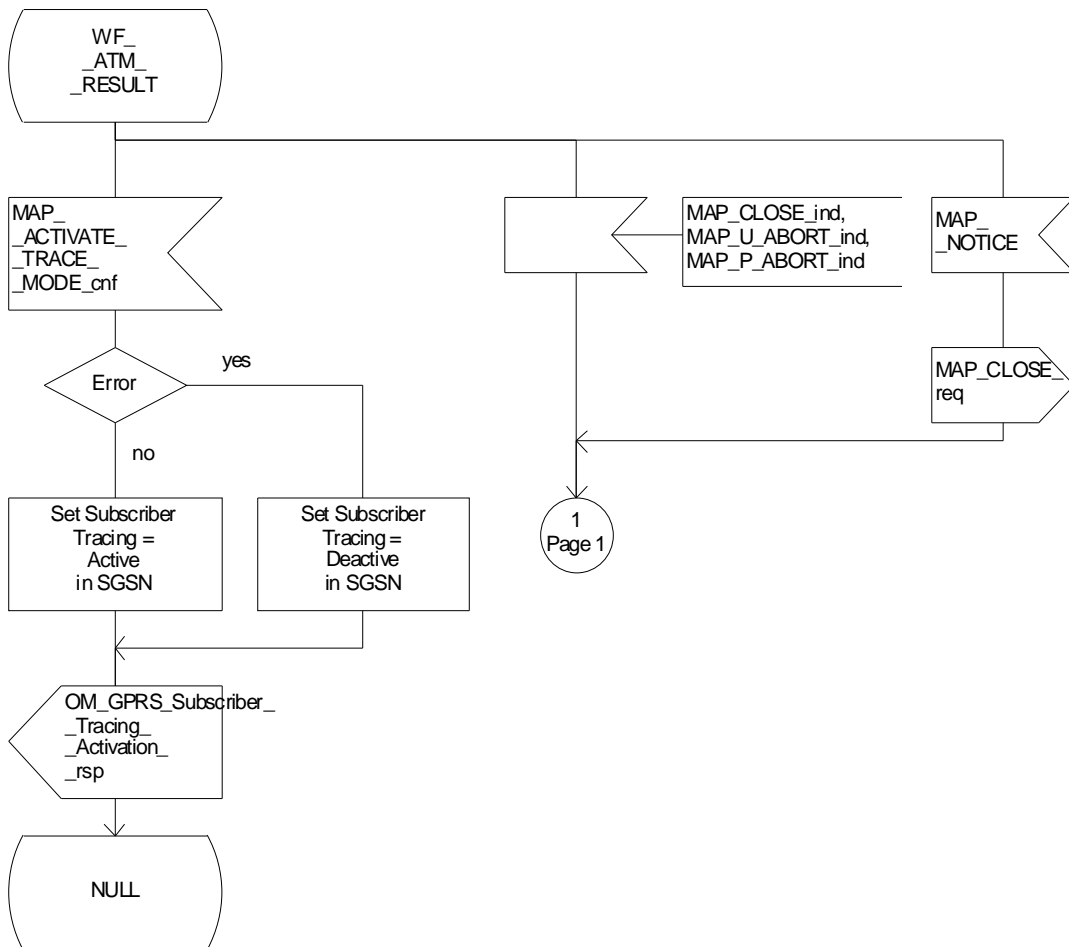 WF_
_ATM_
_RESULT
MAP_
_ACTIVATE_
_TRACE_
_MODE_cnf
MAP_CLOSE_ind,
MAP_U_ABORT_ind,
MAP_P_ABORT_ind
MAP_
_NOTICE
Error
yes
no
MAP_CLOSE_
req
Set Subscriber
Tracing =
Active
in SGSN
Set Subscriber
Tracing =
Deactive
in SGSN
1
Page 1
OM_GPRS_Subscriber_
_Tracing_
_Activation_
_rsp
NULL